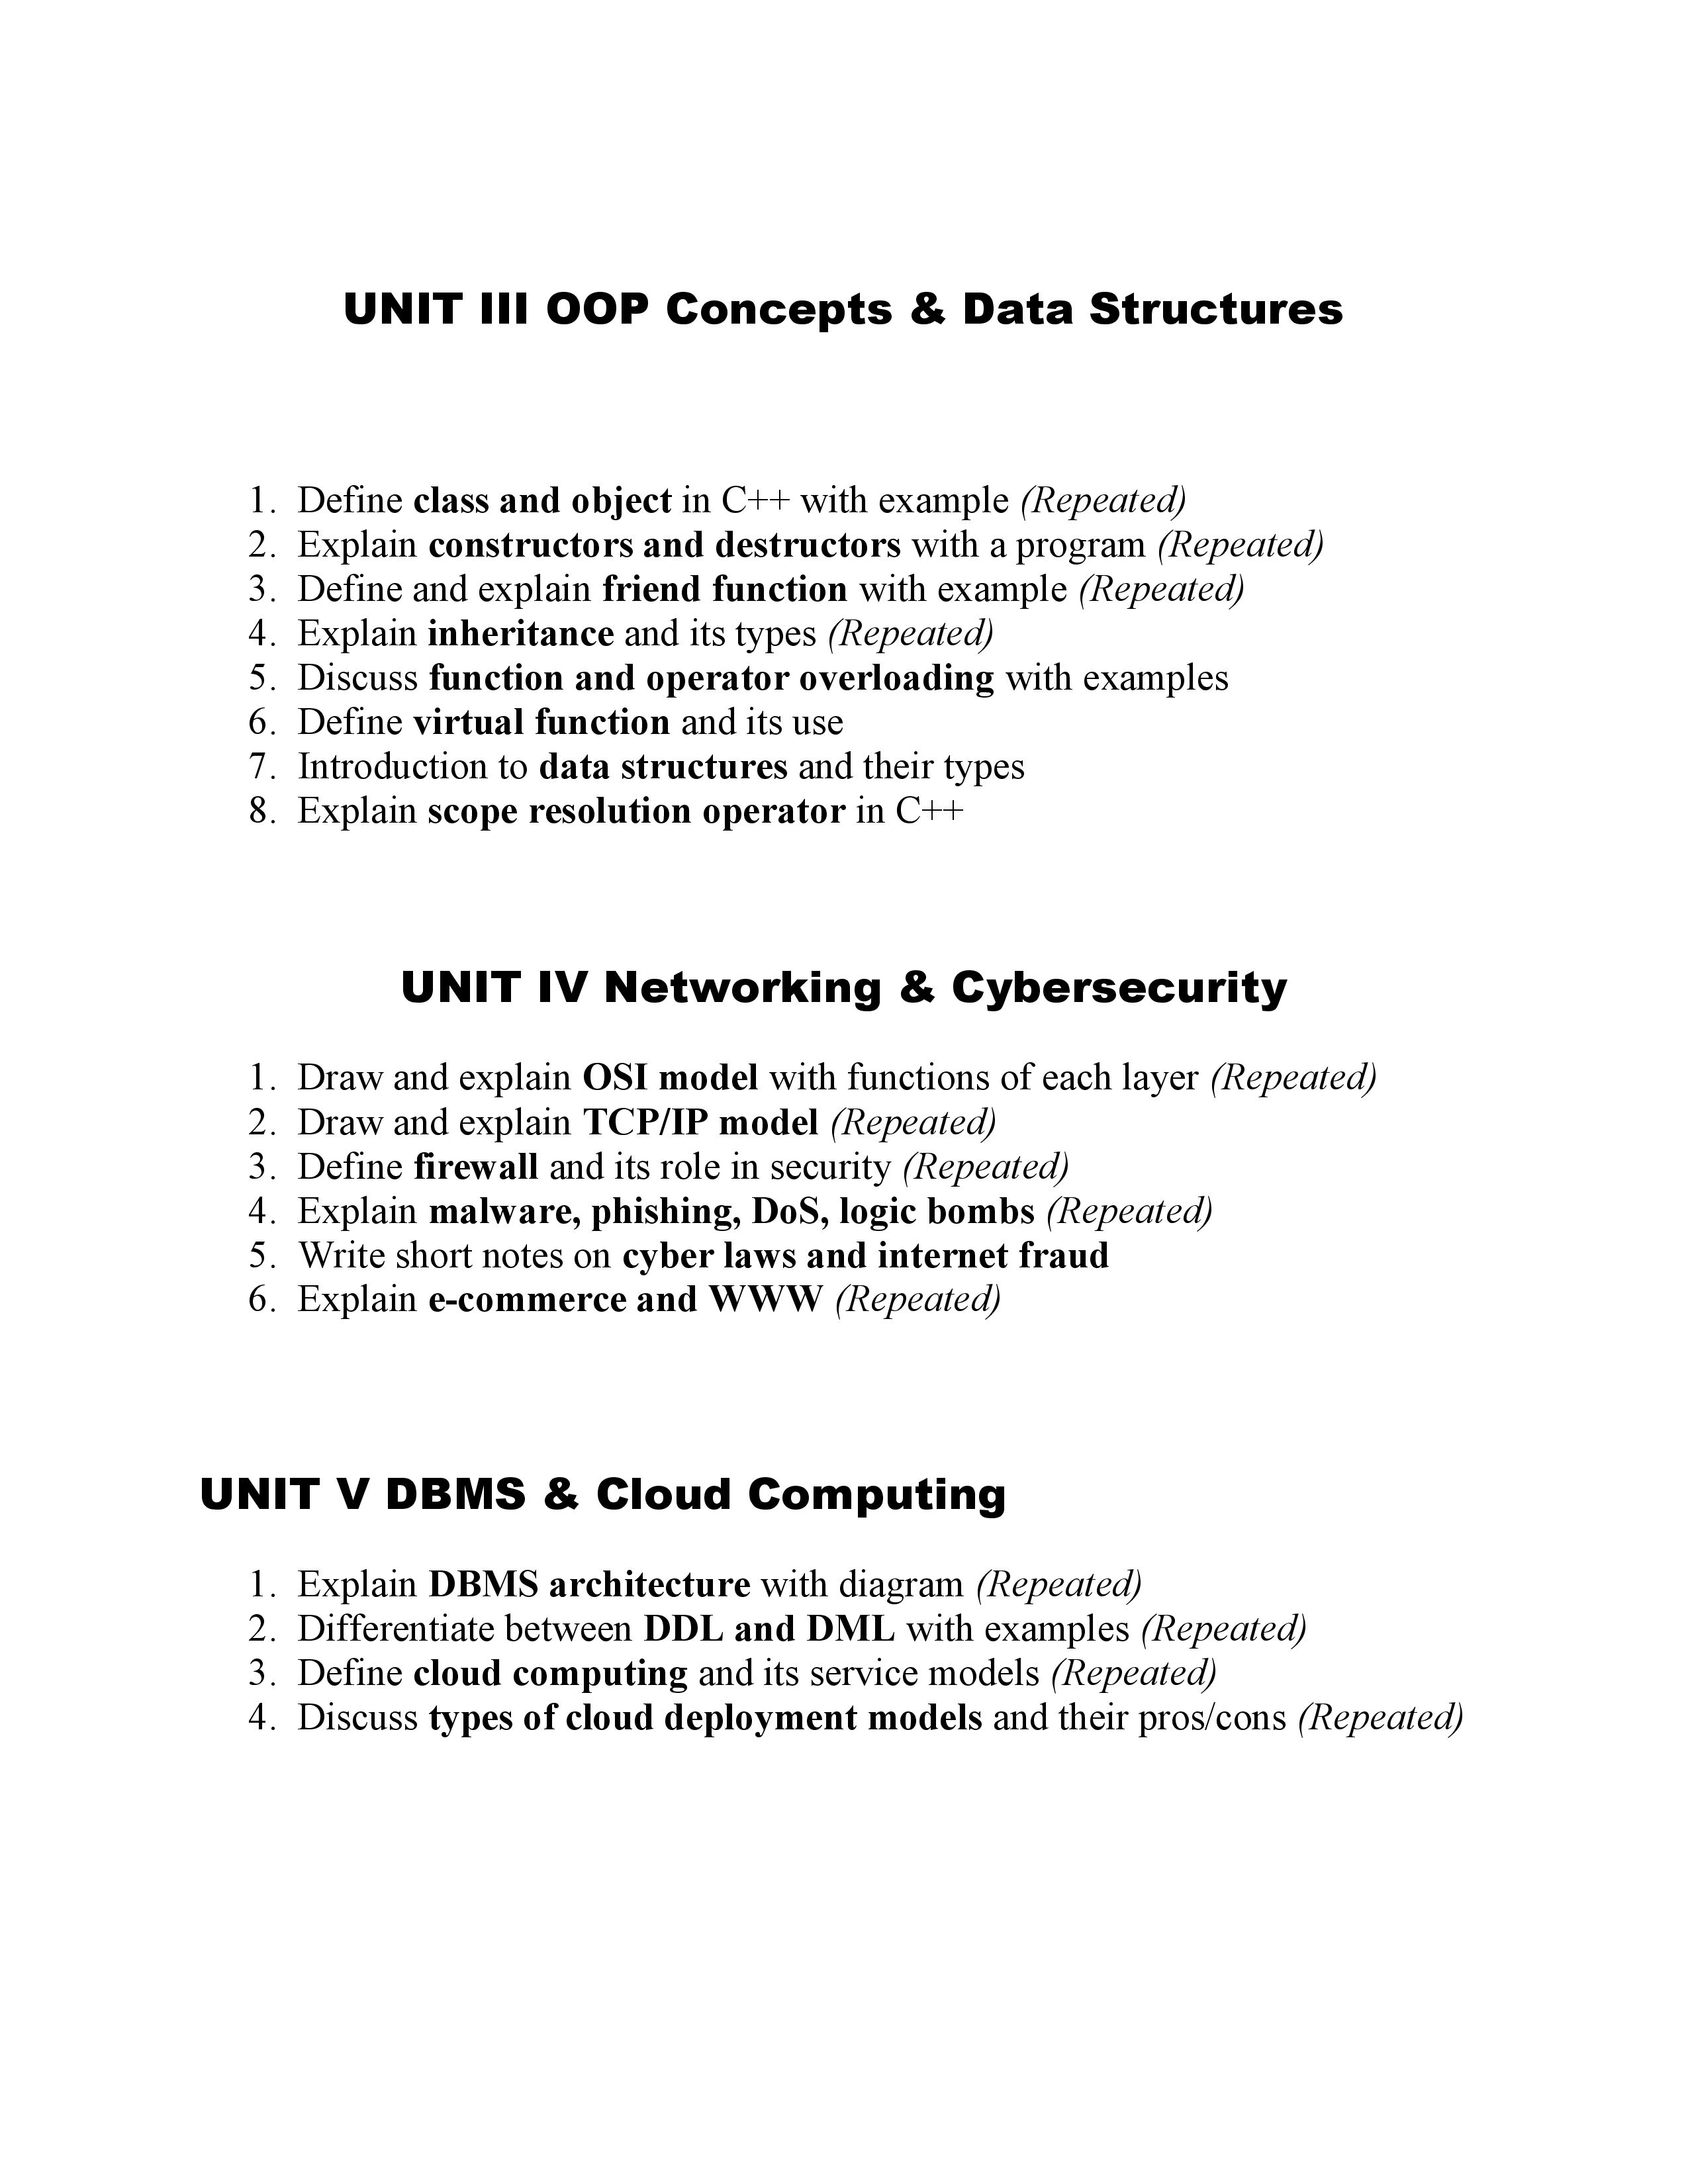 UNIT III OOP Concepts & Data Structures
1. Define class and object in C++ with example (Repeated)
2. Explain constructors and destructors with a program (Repeated)
3. Define and explain friend function with example (Repeated)
4. Explain inheritance and its types (Repeated)
5. Discuss function and operator overloading with examples
6. Define virtual function and its use
7. Introduction to data structures and their types
8. Explain scope resolution operator in C++
UNIT IV Networking & Cybersecurity
1. Draw and explain OSI model with functions of each layer (Repeated)
2. Draw and explain TCP/IP model (Repeated)
3. Define firewall and its role in security (Repeated)
4. Explain malware, phishing, DoS, logic bombs (Repeated)
5. Write short notes on cyber laws and internet fraud
6. Explain e-commerce and WWW (Repeated)
UNIT V DBMS & Cloud Computing
1. Explain DBMS architecture with diagram (Repeated)
2. Differentiate between DDL and DML with examples (Repeated)
3. Define cloud computing and its service models (Repeated)
4. Discuss types of cloud deployment models and their pros/cons (Repeated)